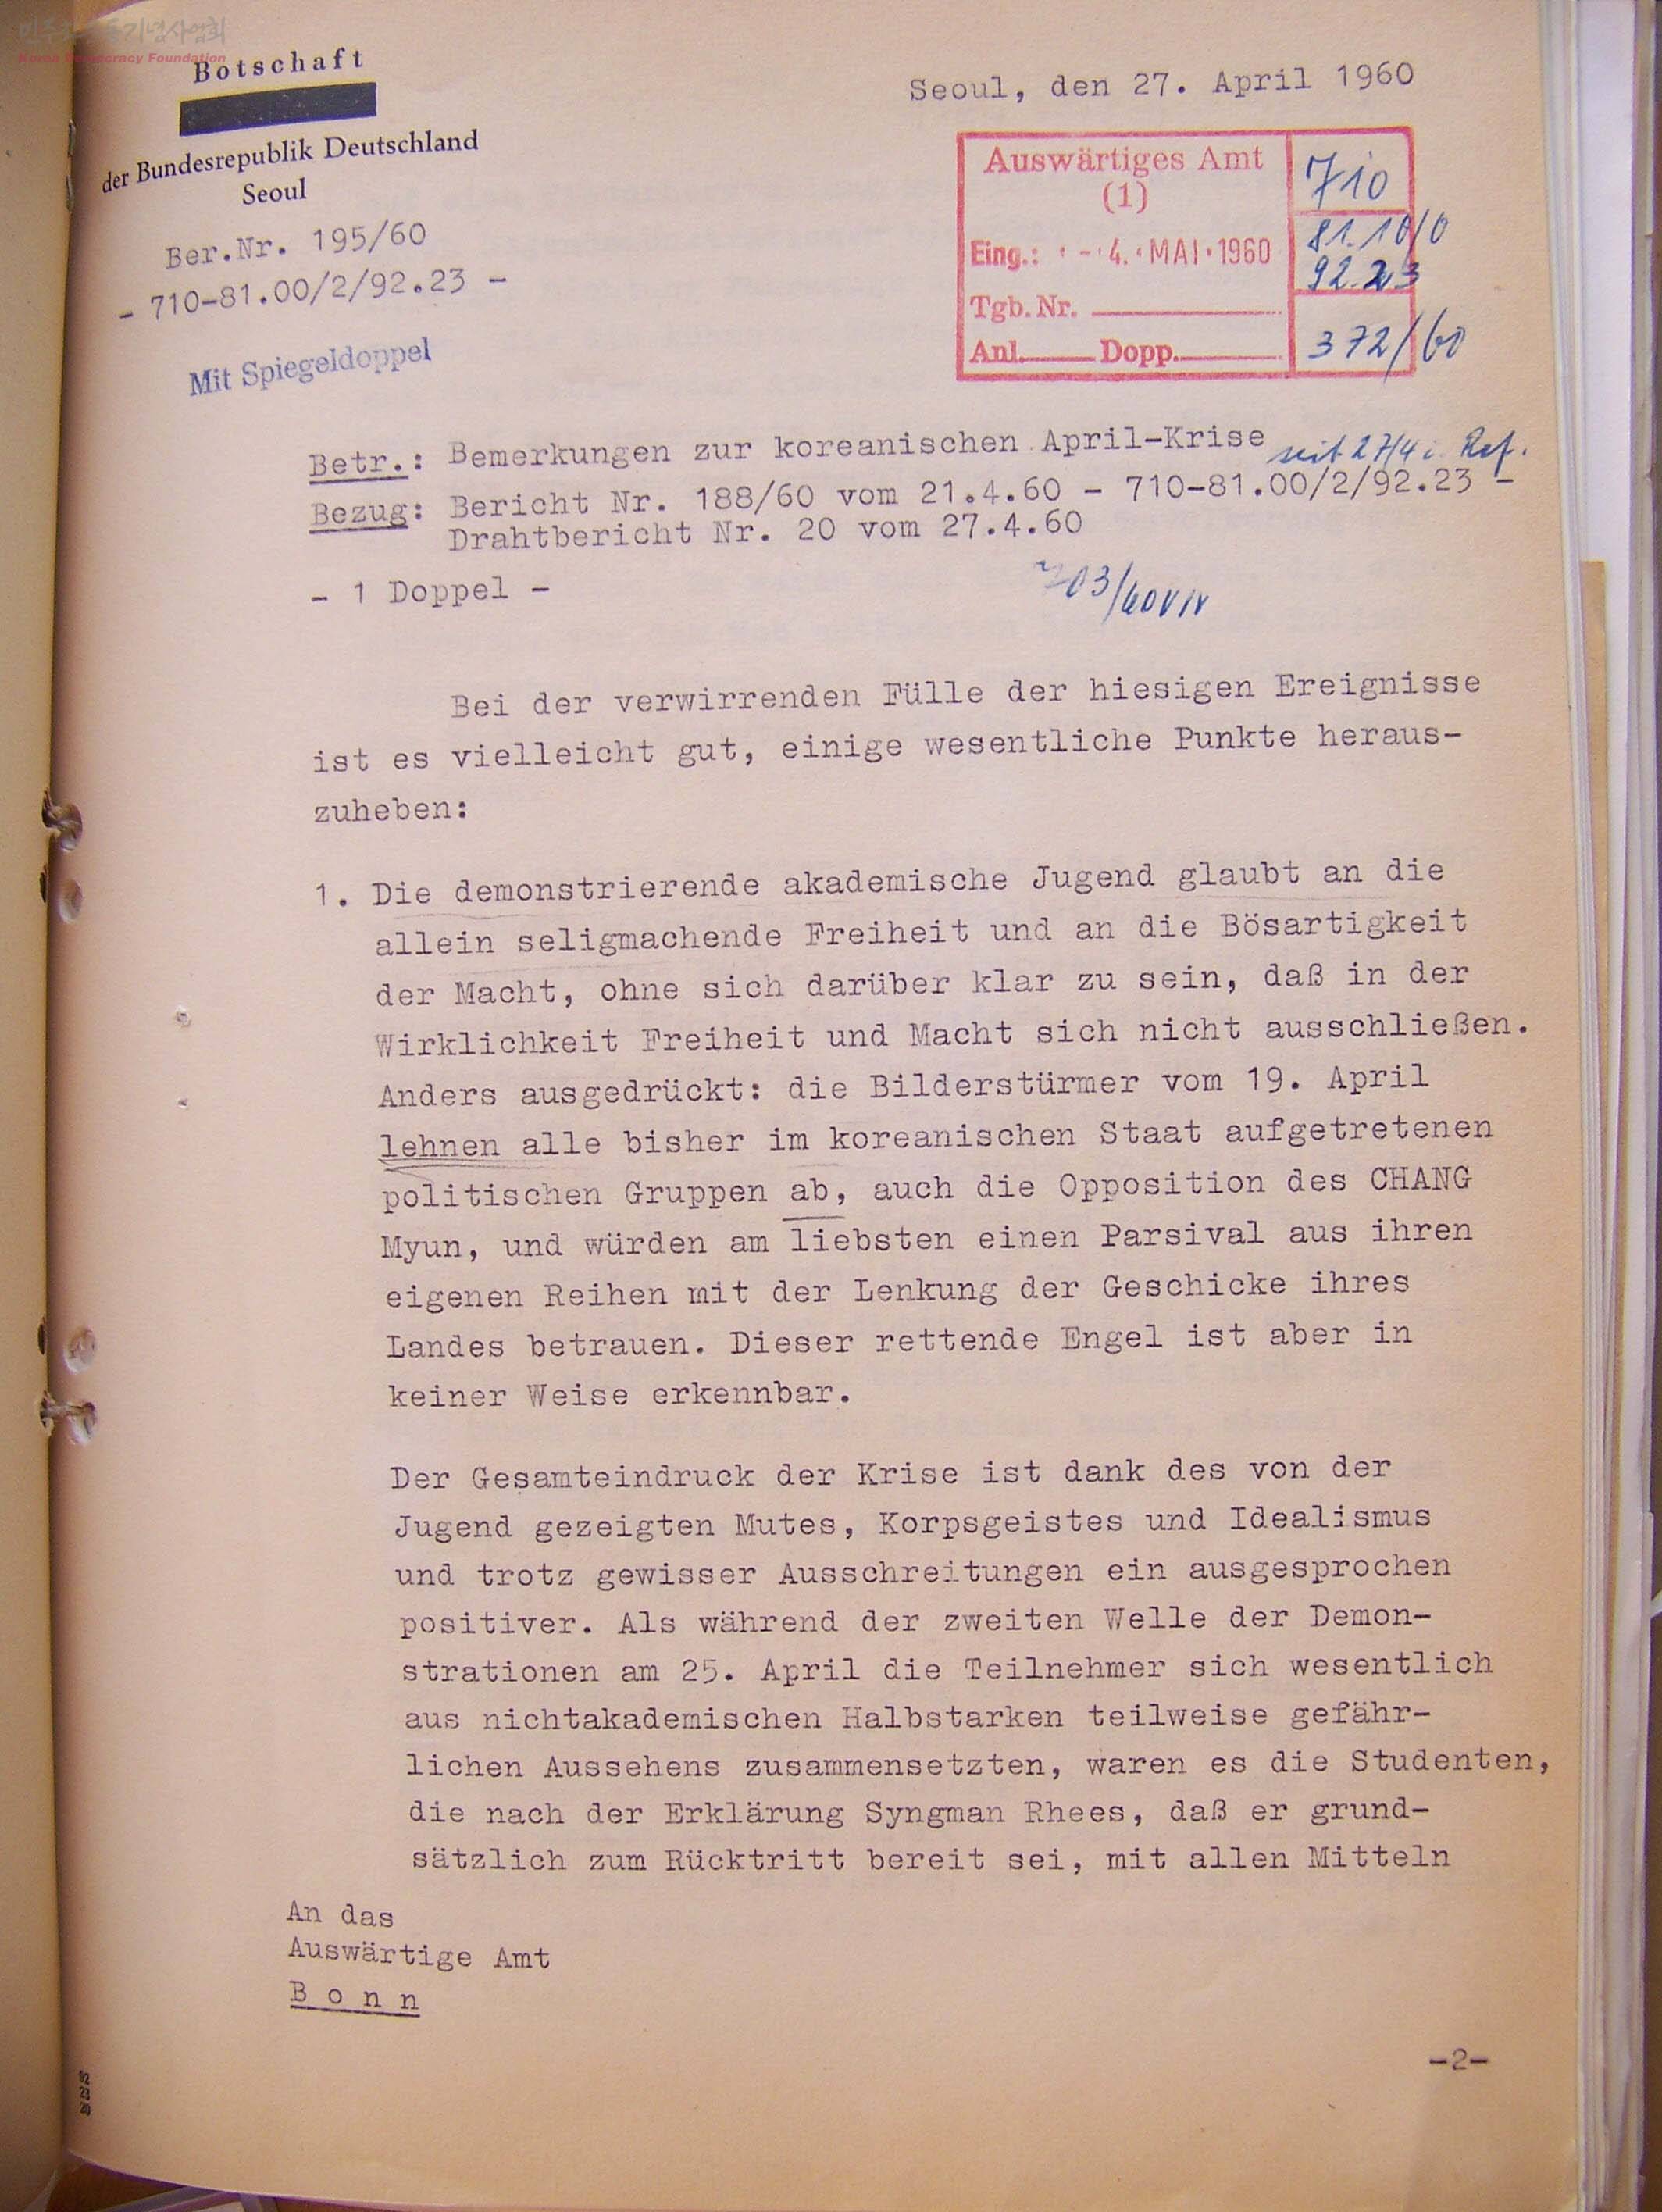 Korea Democracy Foundation
Botschaft
der Bundesrepublik Deutschland
Seoul
Seoul, den 27. April 1960
Ber.Nr. 195/60
- 710-81.00/2/92.23 -
Mit Spiegeldoppel
Auswärtiges Amt
(1)
Eing.: - 4. MAI 1960
Tgb. Nr.
Anl. Dopp.
710
81.10/0
92.23
372/60
Betr.: Bemerkungen zur koreanischen April-Krise
seit 27/4 i. Ref.
Bezug: Bericht Nr. 188/60 vom 21.4.60 - 710-81.00/2/92.23 -
Drahtbericht Nr. 20 vom 27.4.60
- 1 Doppel -
Bei der verwirrenden Fülle der hiesigen Ereignisse
ist es vielleicht gut, einige wesentliche Punkte heraus-
zuheben:
1. Die demonstrierende akademische Jugend glaubt an die
allein seligmachende Freiheit und an die Bösartigkeit
der Macht, ohne sich darüber klar zu sein, daß in der
Wirklichkeit Freiheit und Macht sich nicht ausschließen.
Anders ausgedrückt: die Bilderstürmer vom 19. April
lehnen alle bisher im koreanischen Staat aufgetretenen
politischen Gruppen ab, auch die Opposition des CHANG
Myun, und würden am liebsten einen Parsival aus ihren
eigenen Reihen mit der Lenkung der Geschicke ihres
Landes betrauen. Dieser rettende Engel ist aber in
keiner Weise erkennbar.
Der Gesamteindruck der Krise ist dank des von der
Jugend gezeigten Mutes, Korpsgeistes und Idealismus
und trotz gewisser Ausschreitungen ein ausgesprochen
positiver. Als während der zweiten Welle der Demon-
strationen am 25. April die Teilnehmer sich wesentlich
aus nichtakademischen Halbstarken teilweise gefähr-
lichen Aussehens zusammensetzten, waren es die Studenten,
die nach der Erklärung Syngman Rhees, daß er grund-
sätzlich zum Rücktritt bereit sei, mit allen Mitteln
An das
Auswärtige Amt
Bonn
-2-
92
23
20